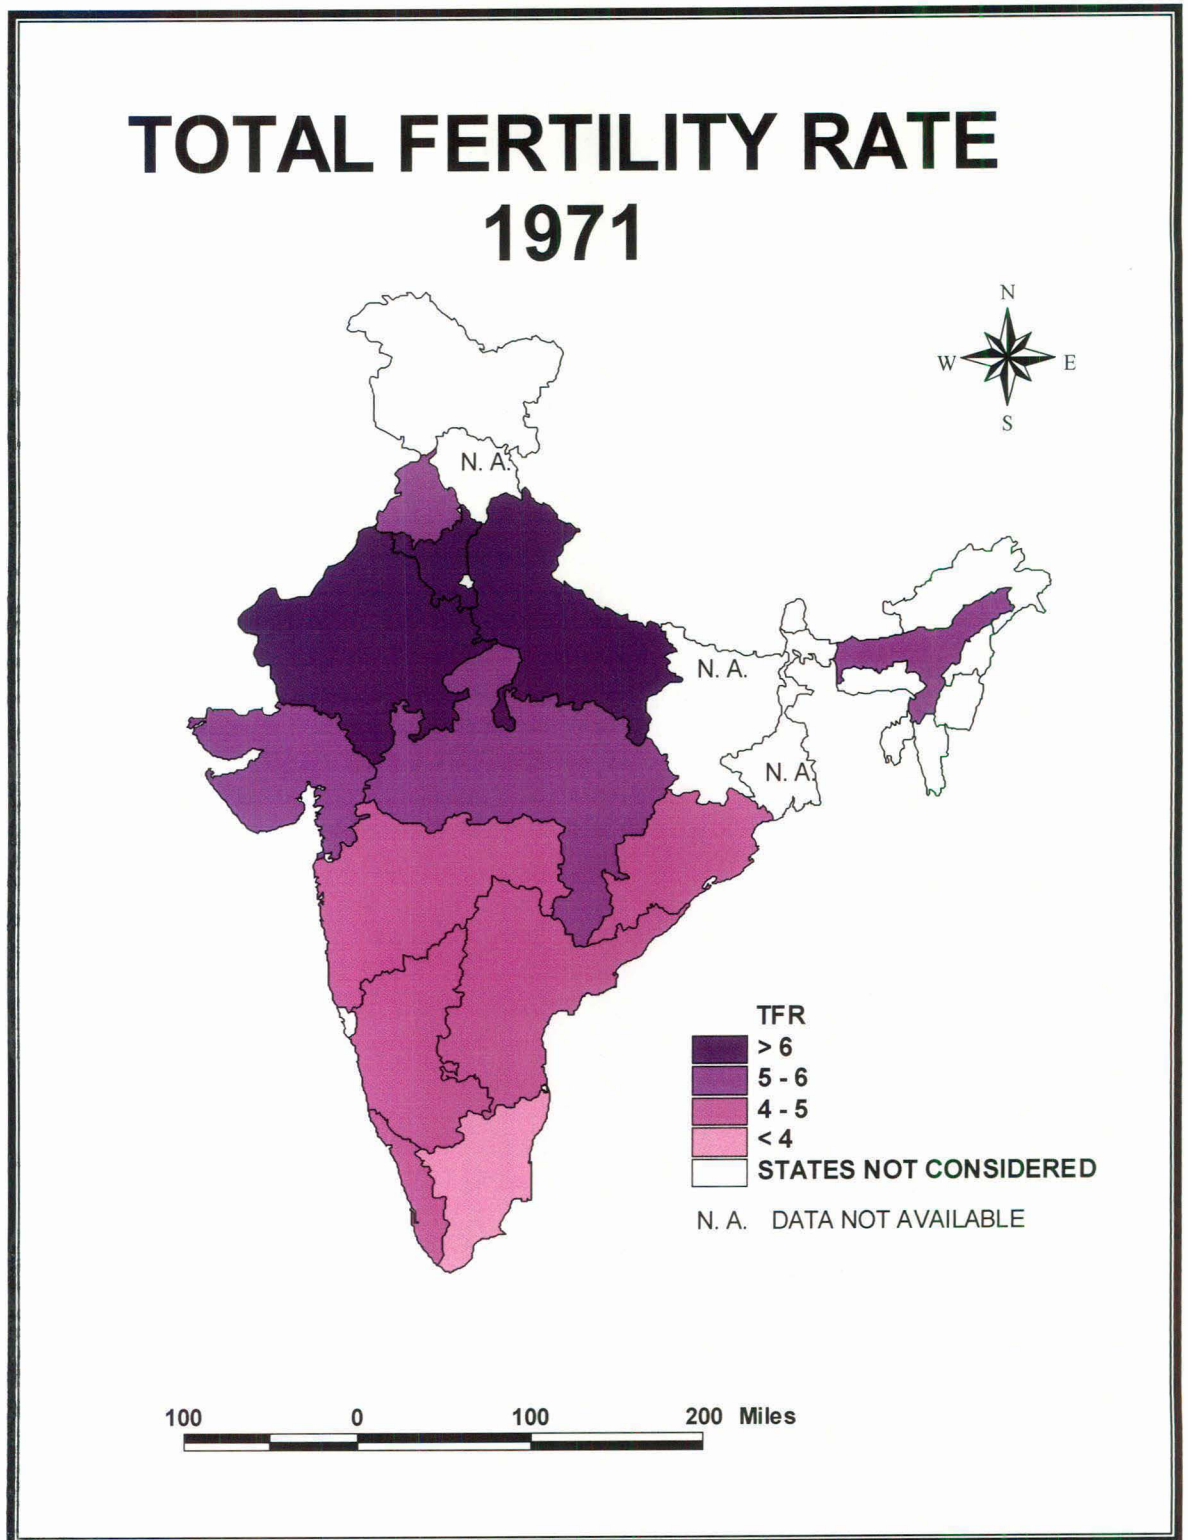 TOTAL FERTILITY RATE
1971
N
W E
S
N. A.
N. A.
N. A.
TFR
> 6
5 - 6
4 - 5
< 4
STATES NOT CONSIDERED
N. A. DATA NOT AVAILABLE
100 0 100 200 Miles